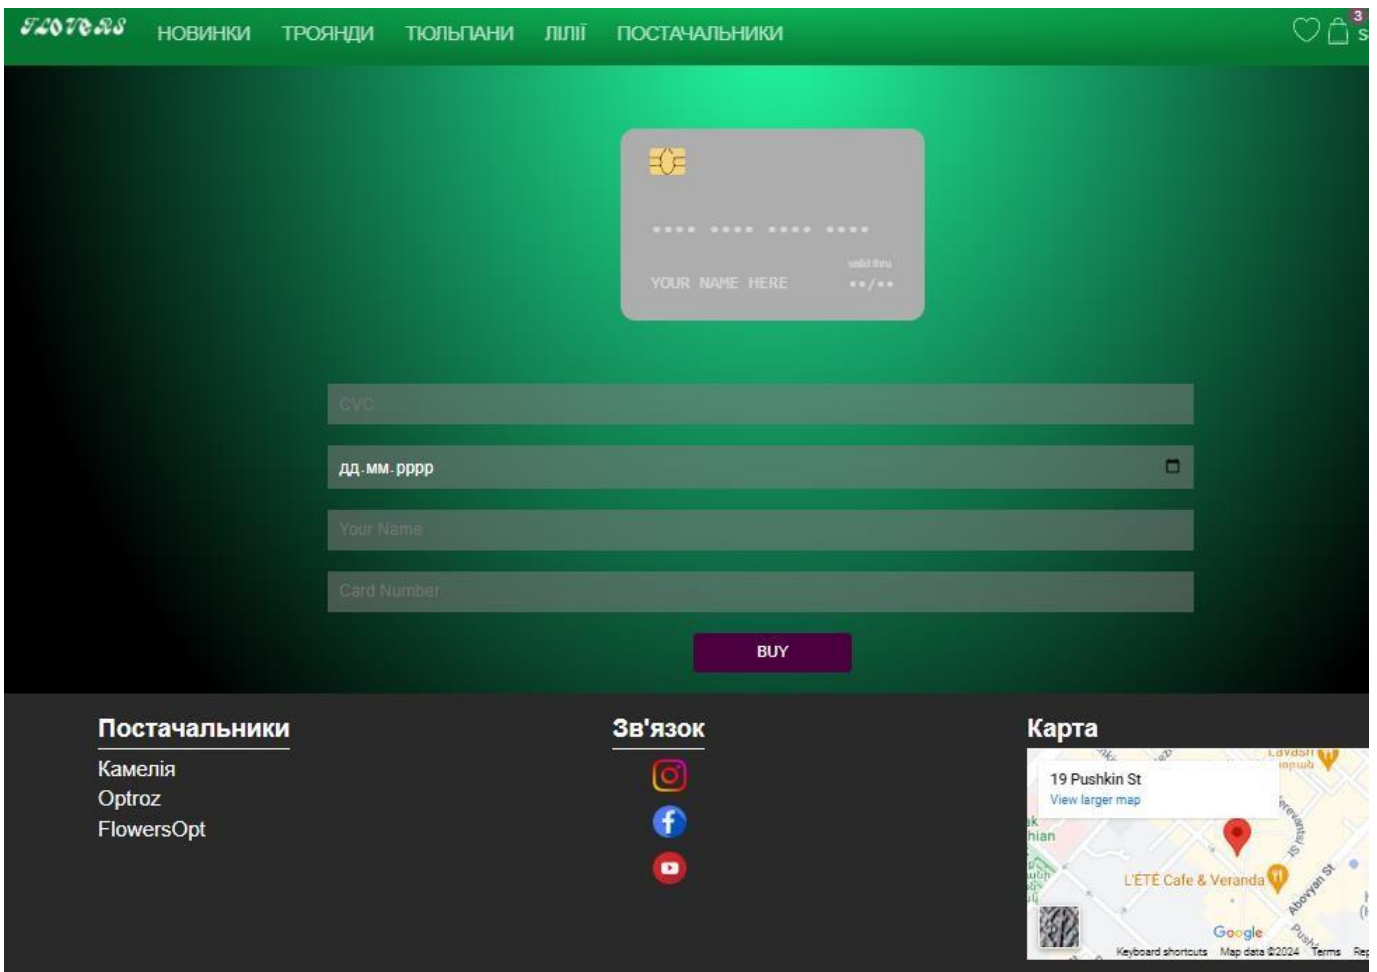 FLOVERS НОВИНКИ ТРОЯНДИ ТЮЛЬПАНИ ЛІЛІЇ ПОСТАЧАЛЬНИКИ 3
valid thru
YOUR NAME HERE ••/••
CVC
дд.мм.рррр
Your Name
Card Number
BUY
Постачальники
Камелія
Optroz
FlowersOpt
Зв'язок
Карта
19 Pushkin St
View larger map
L'ÉTÉ Cafe & Veranda
Abovyan St
Google
Keyboard shortcuts Map data ©2024 Terms